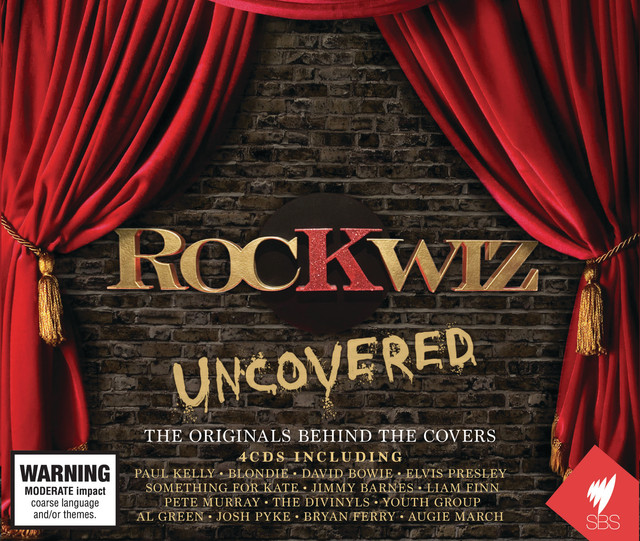 ROCKWIZ
UNCOVERED
THE ORIGINALS BEHIND THE COVERS
4CDS INCLUDING
PAUL KELLY • BLONDIE • DAVID BOWIE • ELVIS PRESLEY
SOMETHING FOR KATE • JIMMY BARNES • LIAM FINN
PETE MURRAY • THE DIVINYLS • YOUTH GROUP
AL GREEN • JOSH PYKE • BRYAN FERRY • AUGIE MARCH
WARNING
MODERATE impact
coarse language
and/or themes.
SBS